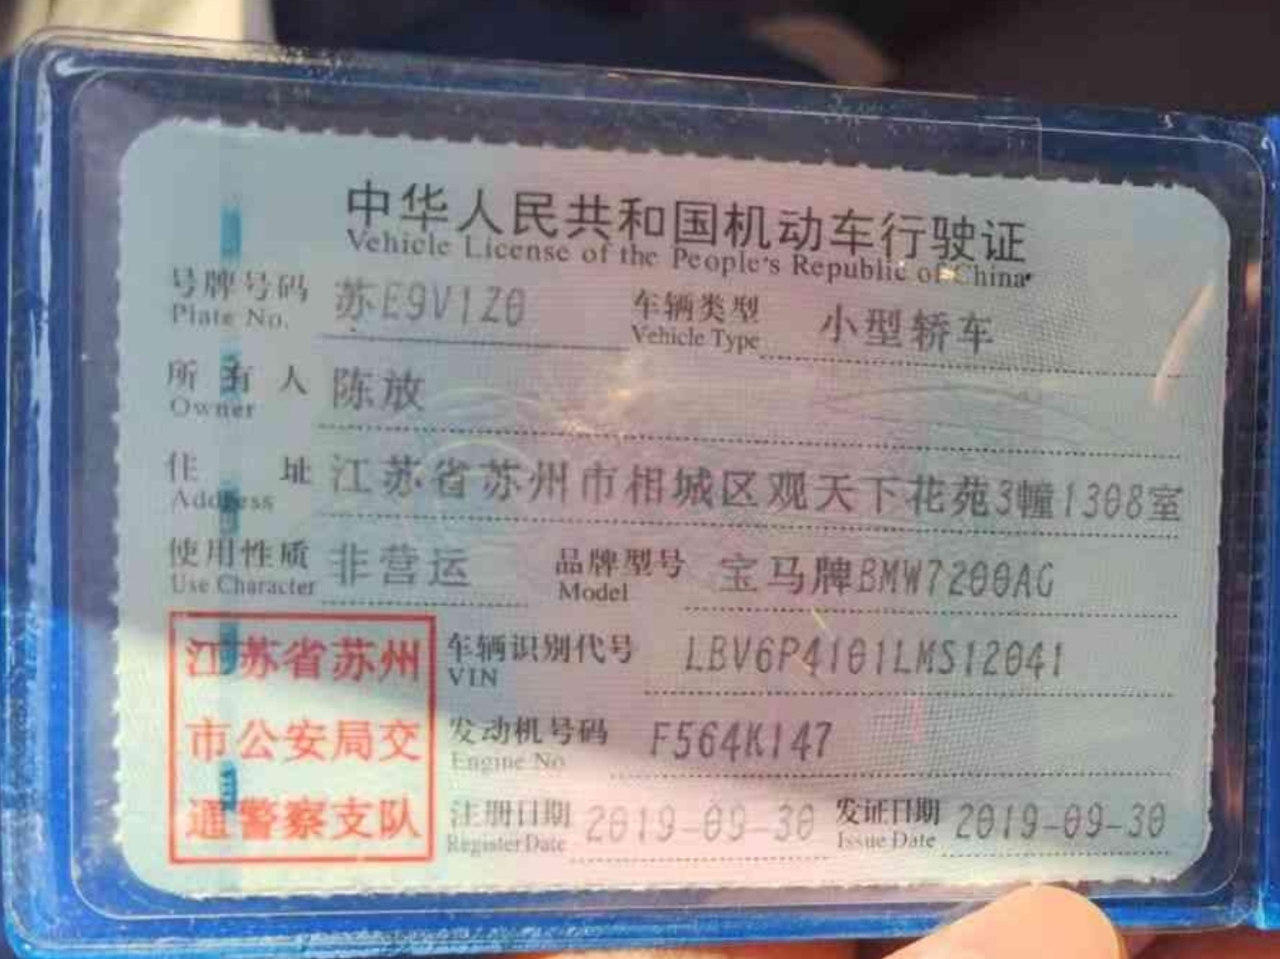 中华人民共和国机动车行驶证
Vehicle License of the People's Republic of China
号牌号码 苏E9V1Z0 车辆类型 小型轿车
Plate No. Vehicle Type
所有人 陈放
Owner
住址 江苏省苏州市相城区观天下花苑3幢1308室
Address
使用性质 非营运 品牌型号 宝马牌BMW7200AG
Use Character Model
江苏省苏州 车辆识别代号 LBV6P4101LMS12041
VIN
市公安局交 发动机号码 F564K147
Engine No.
通警察支队 注册日期 2019-09-30 发证日期 2019-09-30
Register Date Issue Date